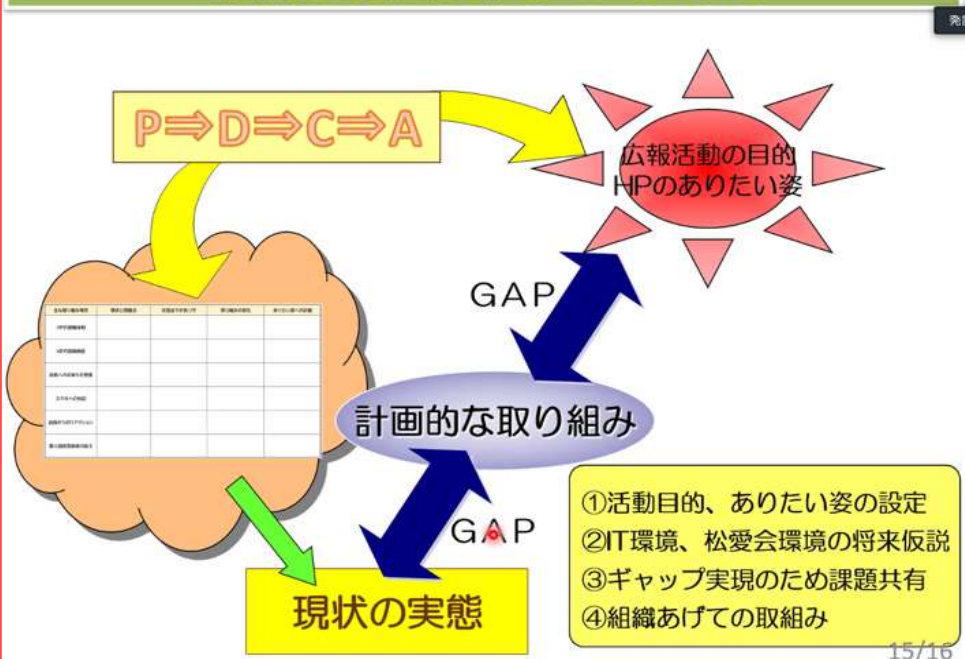 P⇒D⇒C⇒A
広報活動の目的
HPのありたい姿
GAP
計画的な取り組み
GAP
現状の実態
①活動目的、ありたい姿の設定
②IT環境、松愛会環境の将来仮説
③ギャップ実現のため課題共有
④組織あげての取組み
15/16